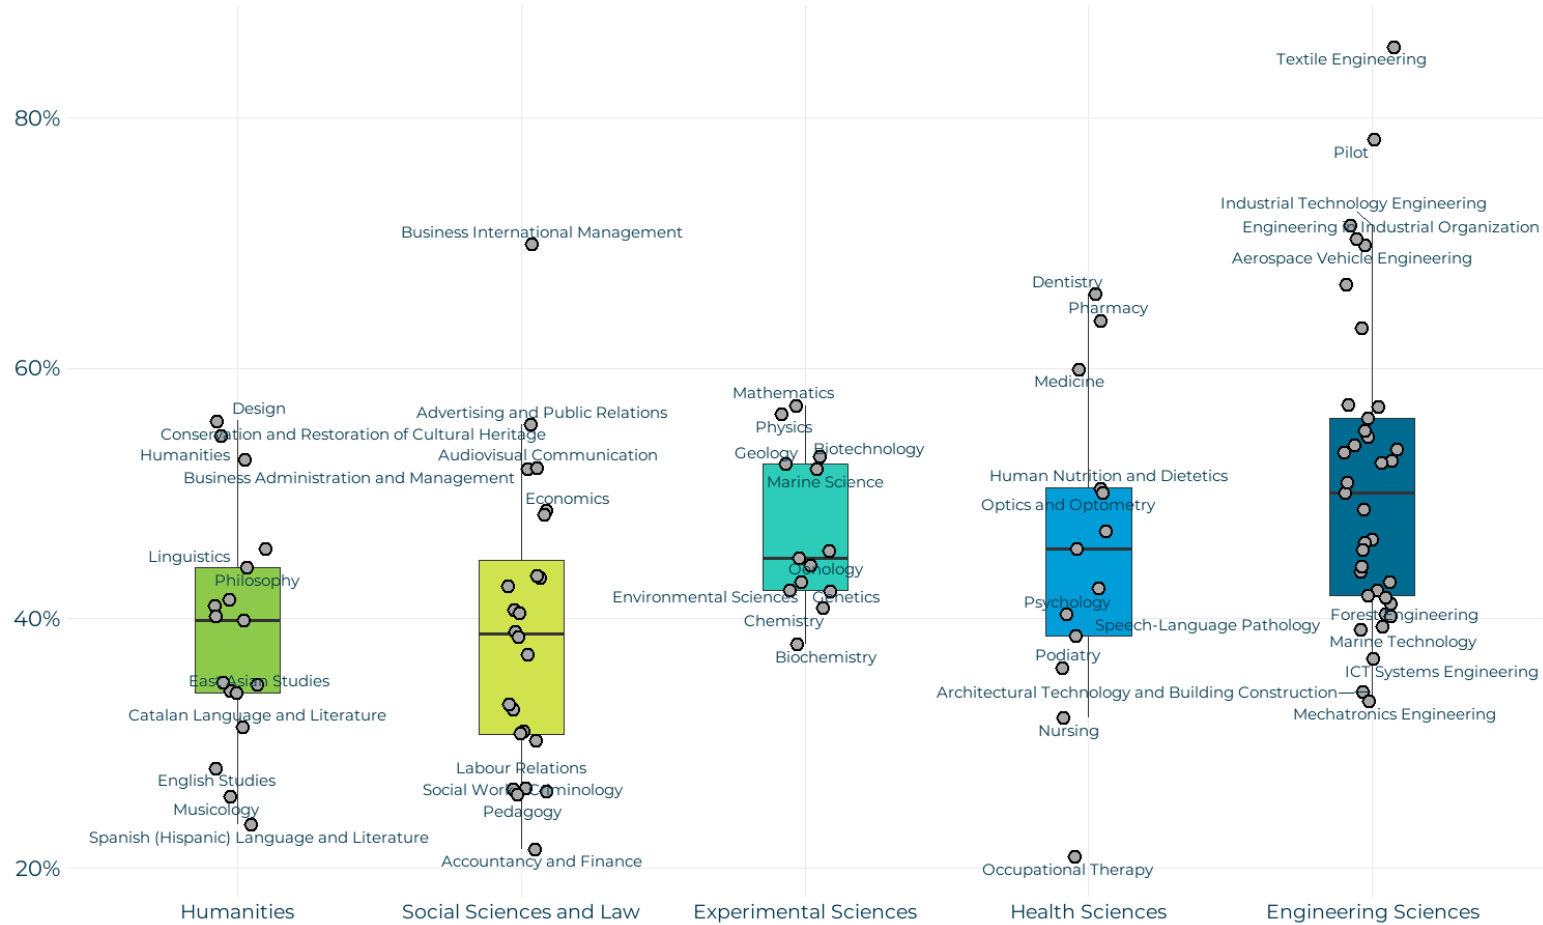 Textile Engineering
80%
Pilot
Industrial Technology Engineering
Engineering in Industrial Organization
Business International Management
Aerospace Vehicle Engineering
Dentistry
Pharmacy
60%
Medicine
Mathematics
Design
Advertising and Public Relations
Physics
Conservation and Restoration of Cultural Heritage
Biotechnology
Geology
Humanities
Audiovisual Communication
Human Nutrition and Dietetics
Business Administration and Management
Marine Science
Economics
Optics and Optometry
Linguistics
Oenology
Philosophy
Environmental Sciences
Genetics
Psychology
Forest Engineering
40%
Chemistry
Speech-Language Pathology
Marine Technology
Podiatry
Biochemistry
ICT Systems Engineering
East Asian Studies
Architectural Technology and Building Construction
Catalan Language and Literature
Mechatronics Engineering
Nursing
Labour Relations
English Studies
Social Work
Criminology
Musicology
Pedagogy
Spanish (Hispanic) Language and Literature
Accountancy and Finance
20%
Occupational Therapy
Humanities
Social Sciences and Law
Experimental Sciences
Health Sciences
Engineering Sciences